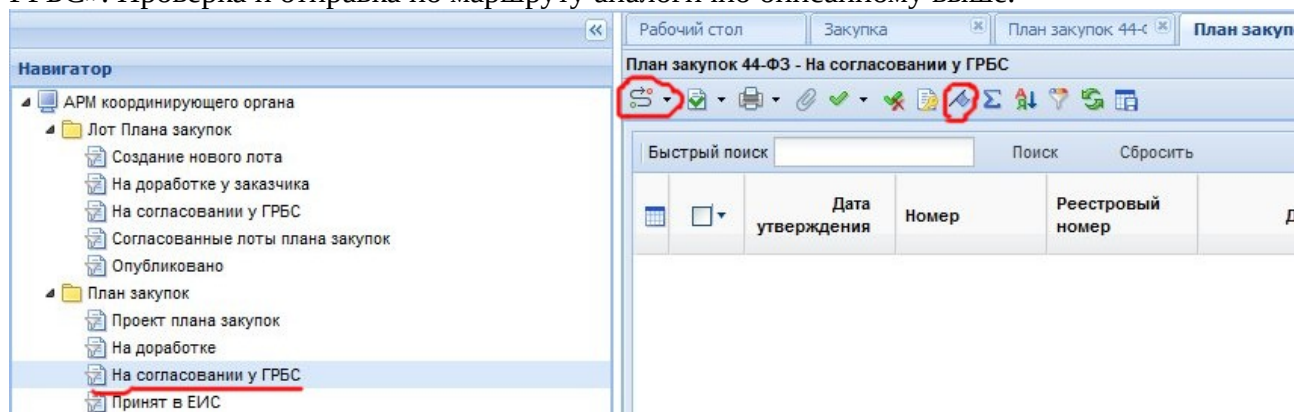 ГРБС». Проверка и отправка по маршруту аналогично описанному выше.
Рабочий стол
Закупка
План закупок 44-
План закуп
Навигатор
План закупок 44-ФЗ - На согласовании у ГРБС
АРМ координирующего органа
Лот Плана закупок
Создание нового лота
На доработке у заказчика
На согласовании у ГРБС
Согласованные лоты плана закупок
Опубликовано
План закупок
Проект плана закупок
На доработке
На согласовании у ГРБС
Принят в ЕИС
Быстрый поиск
Поиск
Сбросить
Дата
утверждения
Номер
Реестровый
номер